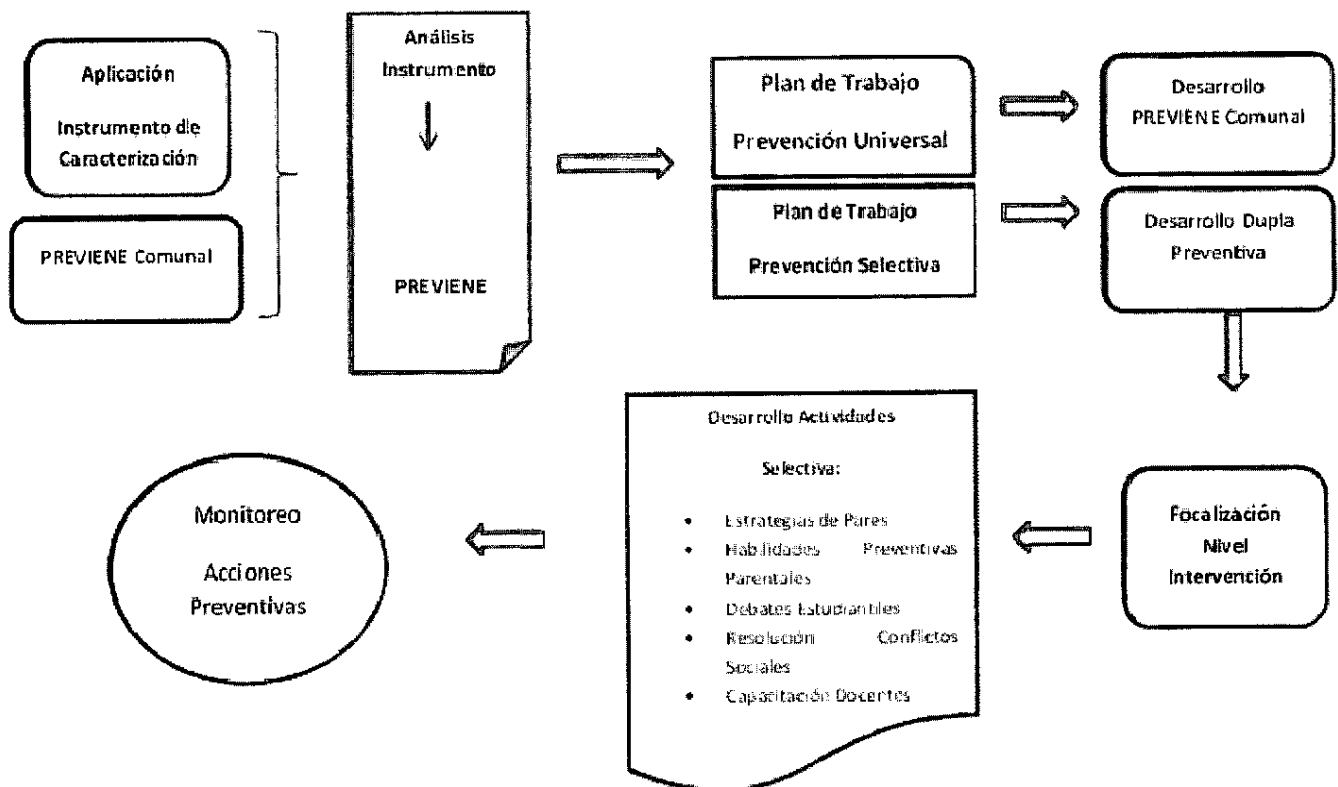 Aplicación
Instrumento de
Caracterización
PREVIENE Comunal
Análisis
Instrumento
PREVIENE
Plan de Trabajo
Prevención Universal
Plan de Trabajo
Prevención Selectiva
Desarrollo
PREVIENE Comunal
Desarrollo Dupla
Preventiva
Focalización
Nivel
Intervención
Desarrollo Actividades
Selectiva:
• Estrategias de Pares
• Habilidades Preventivas
Parentales
• Debates Estudiantiles
• Resolución Conflictos
Sociales
• Capacitación Docentes
Monitoreo
Acciones
Preventivas